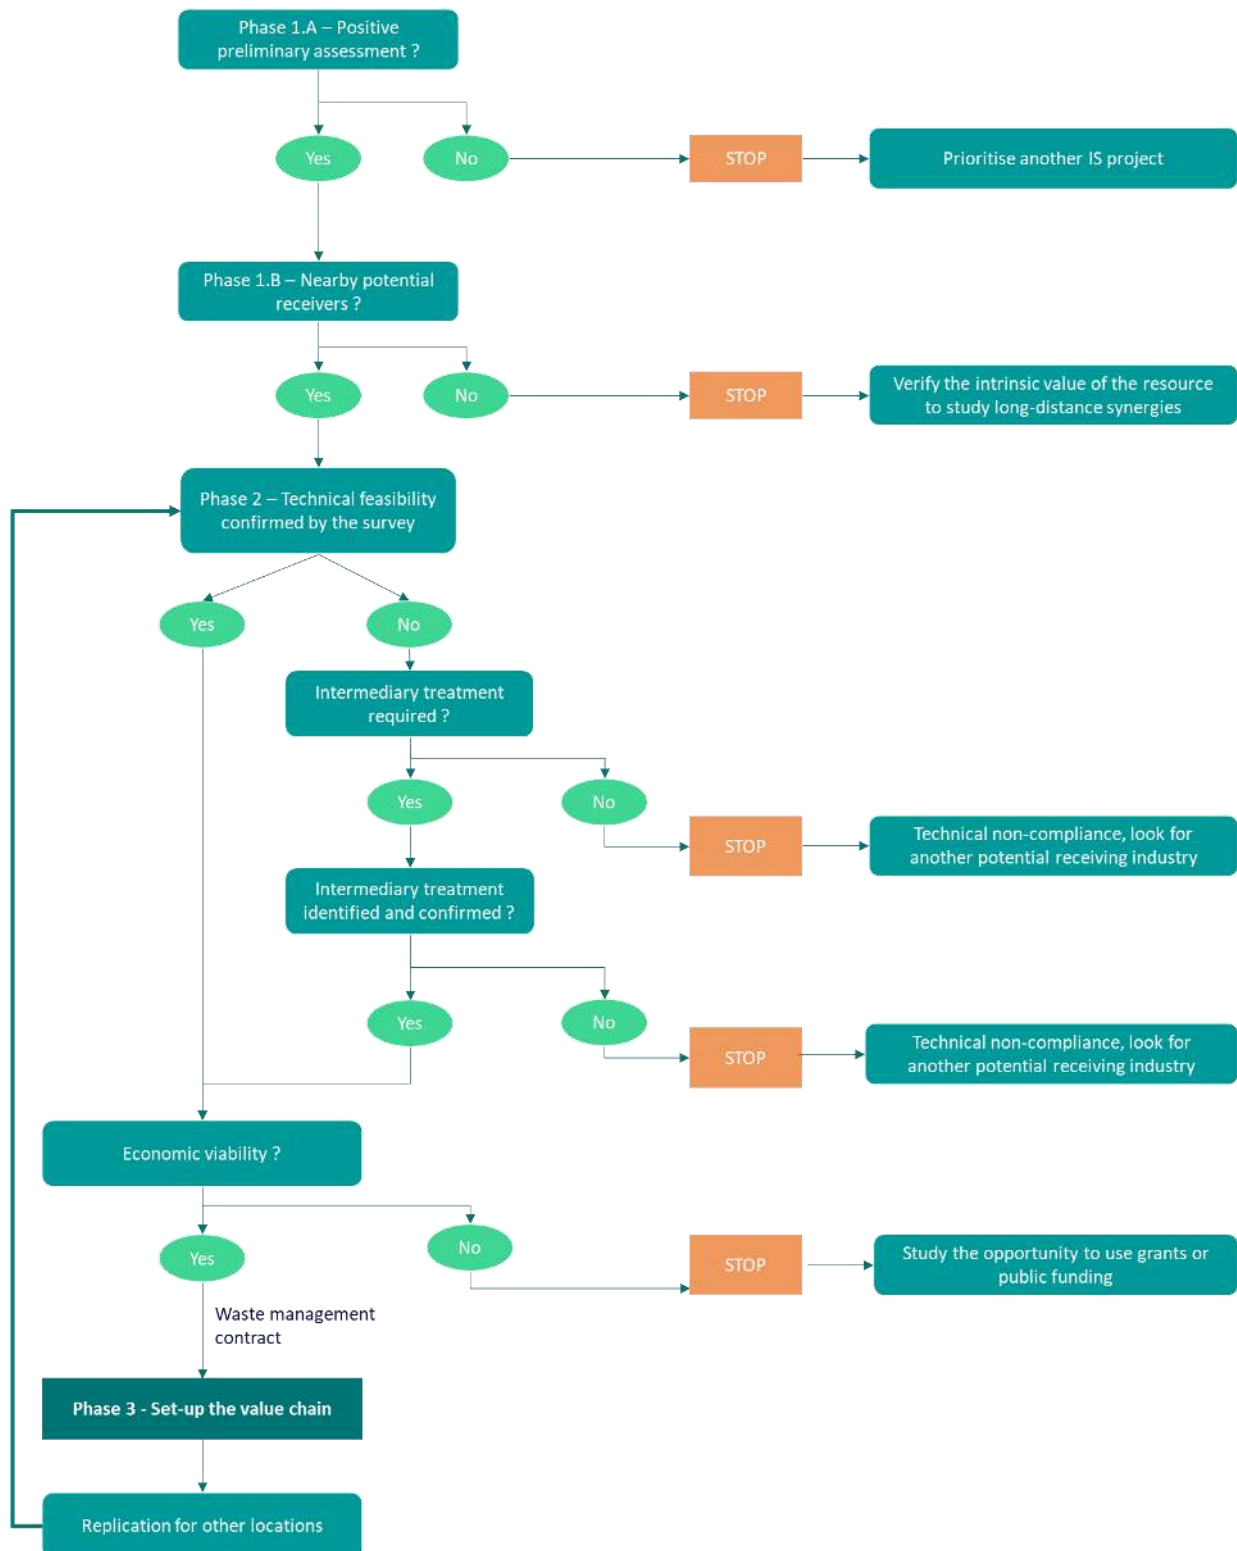 Phase 1.A – Positive
preliminary assessment ?
Yes
No
STOP
Prioritise another IS project
Phase 1.B – Nearby potential
receivers ?
Yes
No
STOP
Verify the intrinsic value of the resource
to study long-distance synergies
Phase 2 – Technical feasibility
confirmed by the survey
Yes
No
Intermediary treatment
required ?
Yes
No
STOP
Technical non-compliance, look for
another potential receiving industry
Intermediary treatment
identified and confirmed ?
Yes
No
STOP
Technical non-compliance, look for
another potential receiving industry
Economic viability ?
Yes
No
STOP
Study the opportunity to use grants or
public funding
Waste management
contract
Phase 3 - Set-up the value chain
Replication for other locations